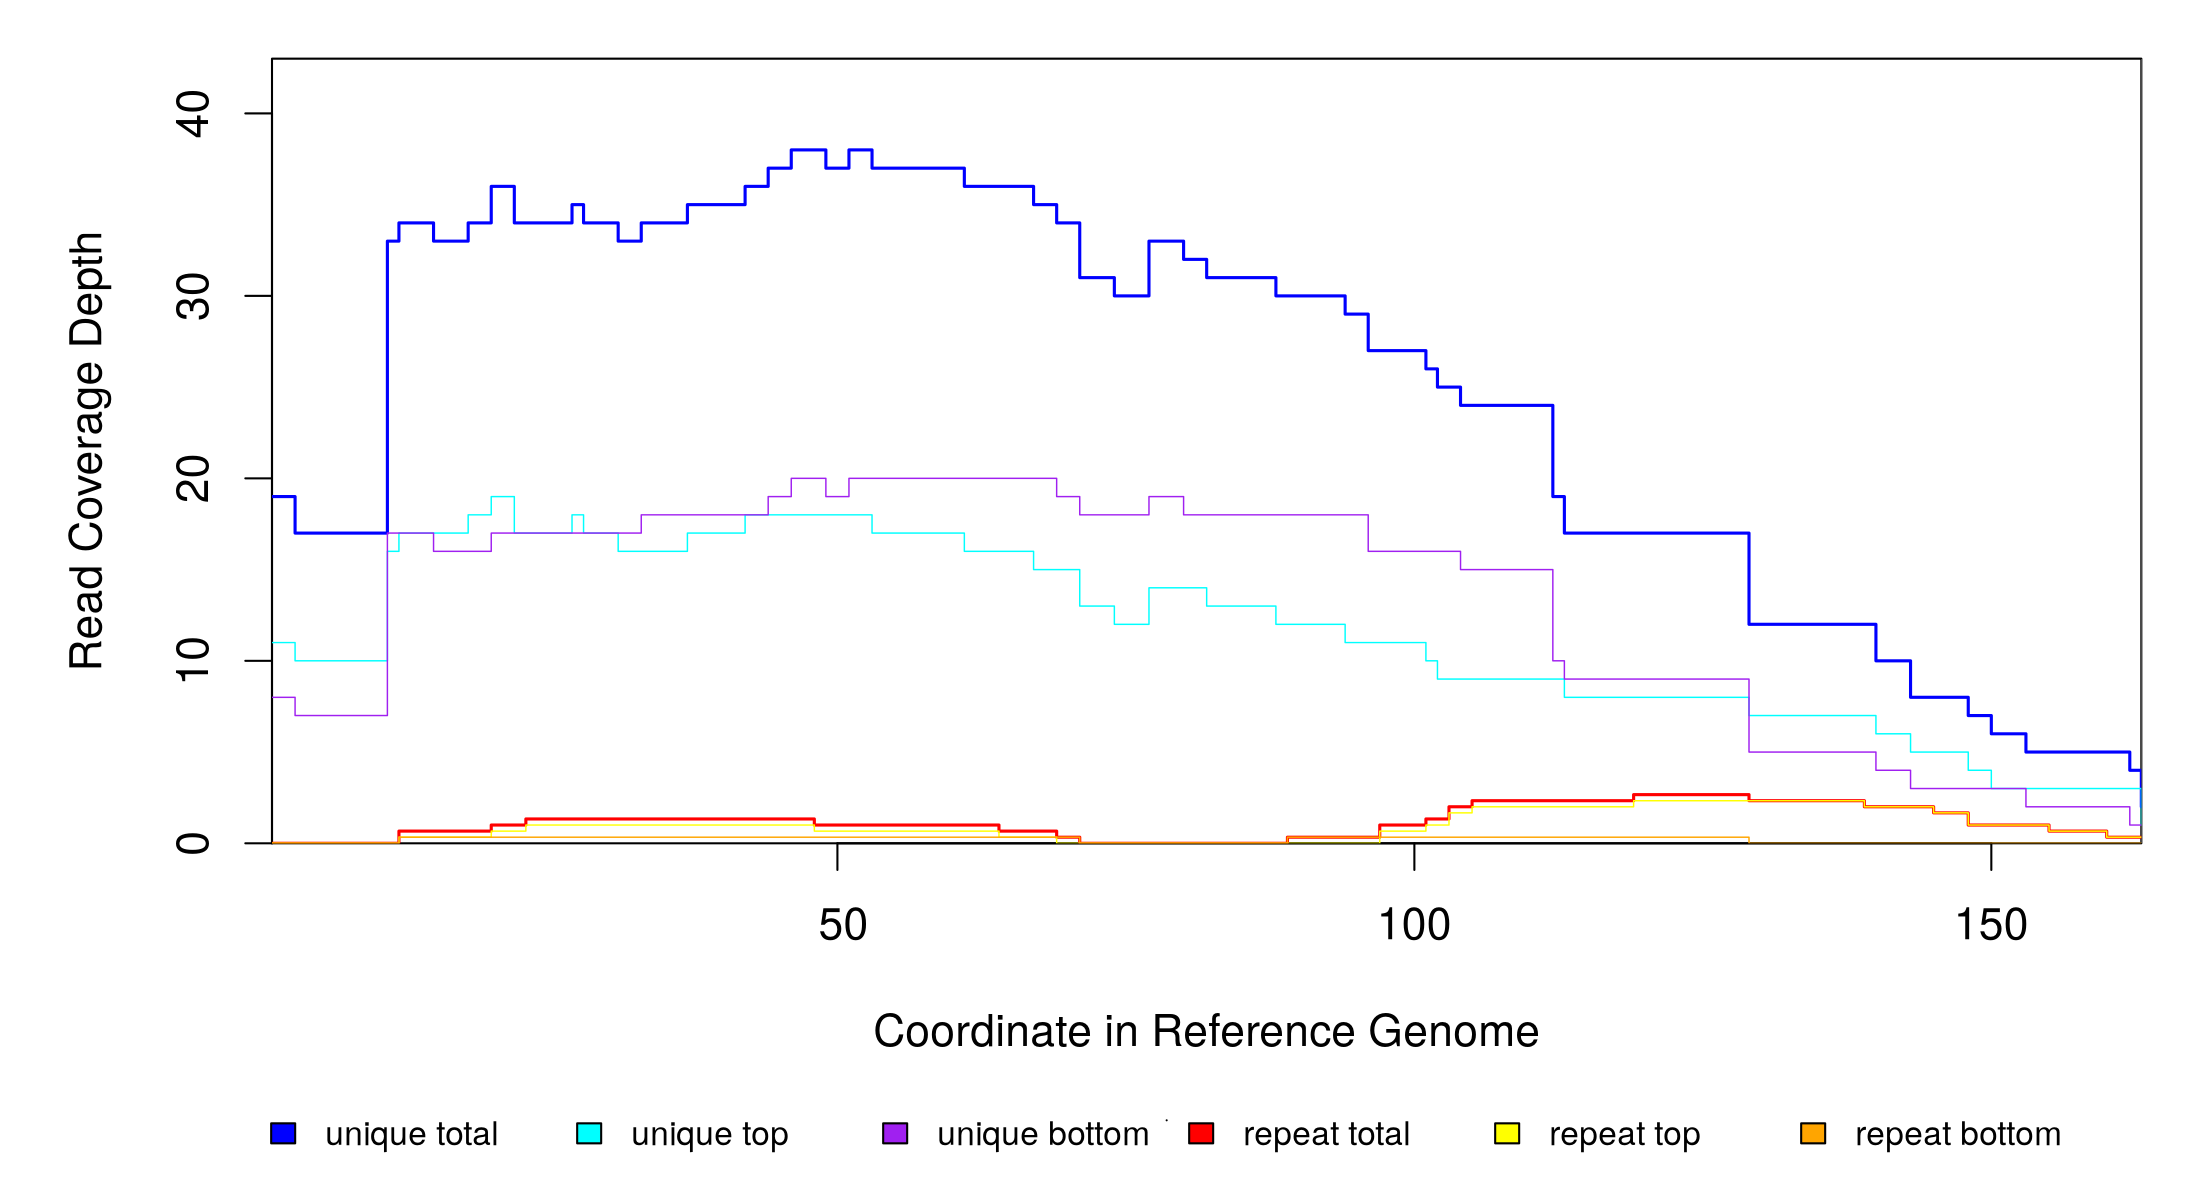 Read Coverage Depth
40
30
20
10
0
50 100 150
Coordinate in Reference Genome
unique total unique top unique bottom repeat total repeat top repeat bottom